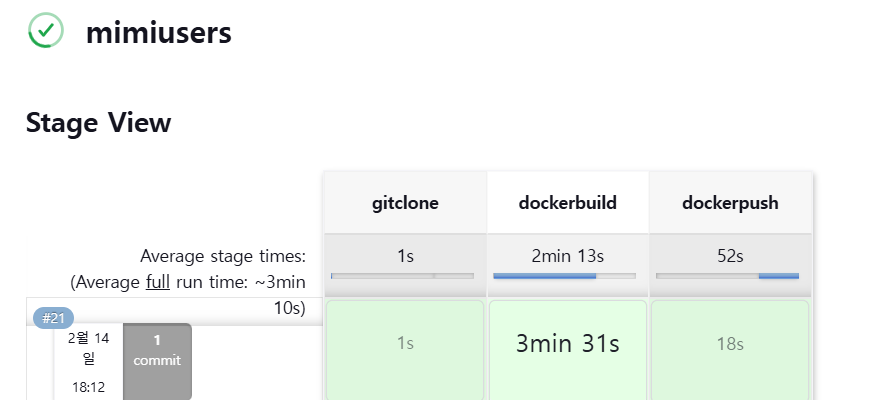 mimiusers
Stage View
gitclone dockerbuild dockerpush
Average stage times: 1s 2min 13s 52s
(Average full run time: ~3min
10s)
#21
2월 14
일
18:12
1
commit
1s 3min 31s 18s